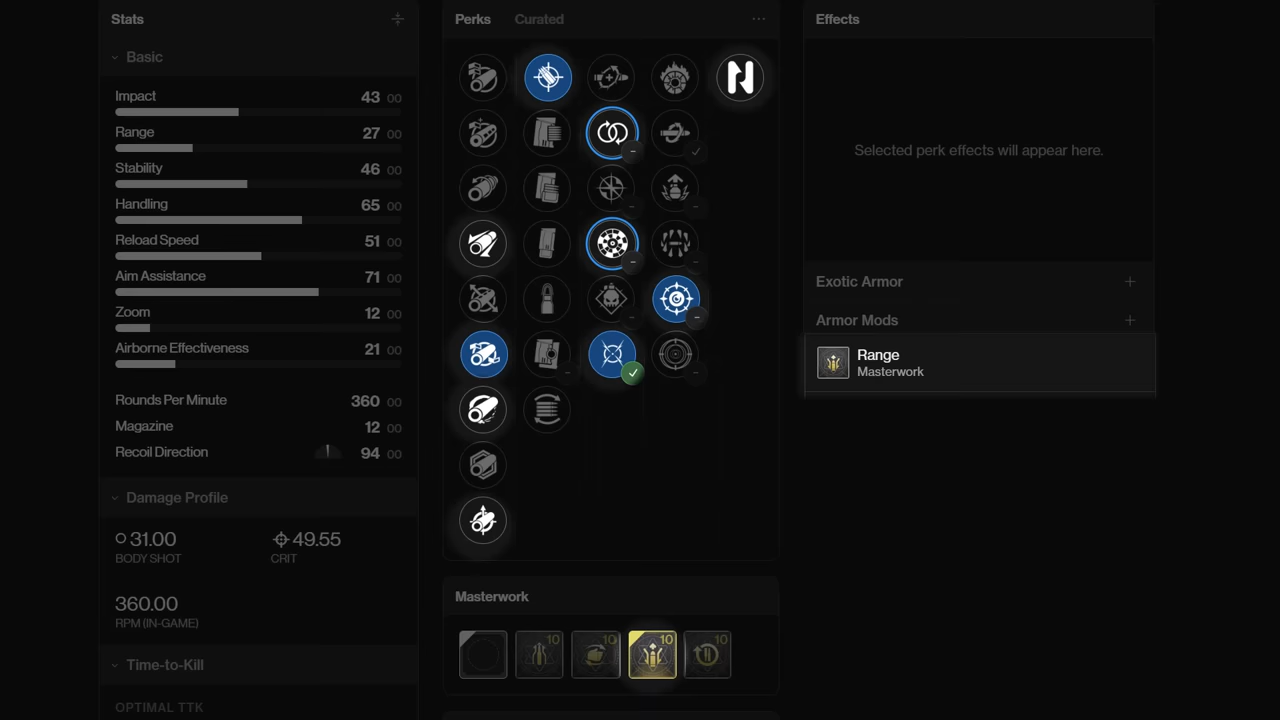 Stats
Basic
Impact 43 00
Range 27 00
Stability 46 00
Handling 65 00
Reload Speed 51 00
Aim Assistance 71 00
Zoom 12 00
Airborne Effectiveness 21 00
Rounds Per Minute 360 00
Magazine 12 00
Recoil Direction 94 00
Damage Profile
31.00 49.55
BODY SHOT CRIT
360.00
RPM (IN-GAME)
Time-to-Kill
OPTIMAL TTK
Perks Curated
Masterwork
10 10 10 10
Effects
Selected perk effects will appear here.
Exotic Armor
Armor Mods
Range
Masterwork